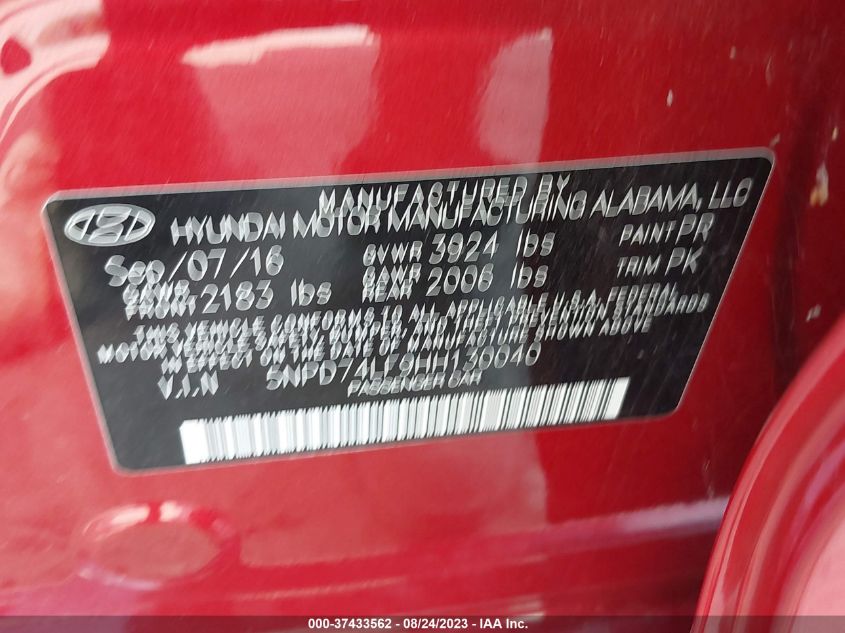 MANUFACTURED BY
HYUNDAI MOTOR MANUFACTURING ALABAMA, LLC
Sep/07/16 GVWR 3924 lbs PAINT PR
GAWR FRONT 2183 lbs GAWR REAR 2006 lbs TRIM PK
THIS VEHICLE CONFORMS TO ALL APPLICABLE U.S.A. FEDERAL
MOTOR VEHICLE SAFETY, BUMPER, AND THEFT PREVENTION STANDARDS
IN EFFECT ON THE DATE OF MANUFACTURE SHOWN ABOVE
V.I.N 5NPD74LF9HH130040
PASSENGER CAR
000-37433562 - 08/24/2023 - IAAI.com